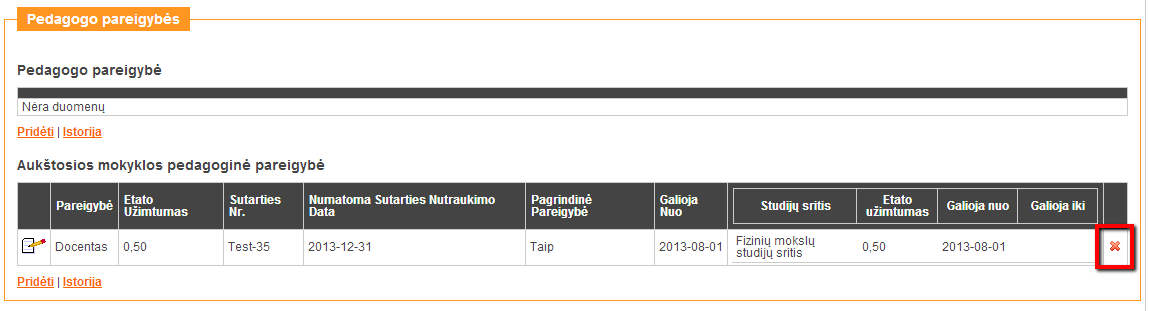 Pedagogo pareigybės
Pedagogo pareigybė
Nėra duomenų
Pridėti | Istorija
Aukštosios mokyklos pedagoginė pareigybė
Pareigybė Etato Užimtumas Sutarties Nr. Numatoma Sutarties Nutraukimo Data Pagrindinė Pareigybė Galioja Nuo Studijų sritis Etato užimtumas Galioja nuo Galioja iki
Docentas 0,50 Test-35 2013-12-31 Taip 2013-08-01 Fizinių mokslų studijų sritis 0,50 2013-08-01
Pridėti | Istorija